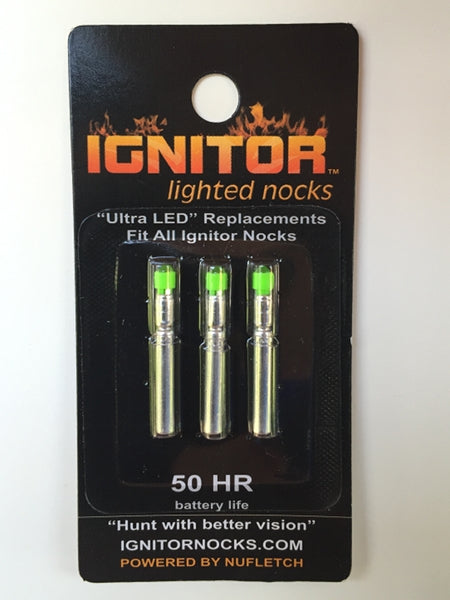 IGNITOR™
lighted nocks
“Ultra LED” Replacements
Fit All Ignitor Nocks
50 HR
battery life
“Hunt with better vision”
IGNITORNOCKS.COM
POWERED BY NUFLETCH